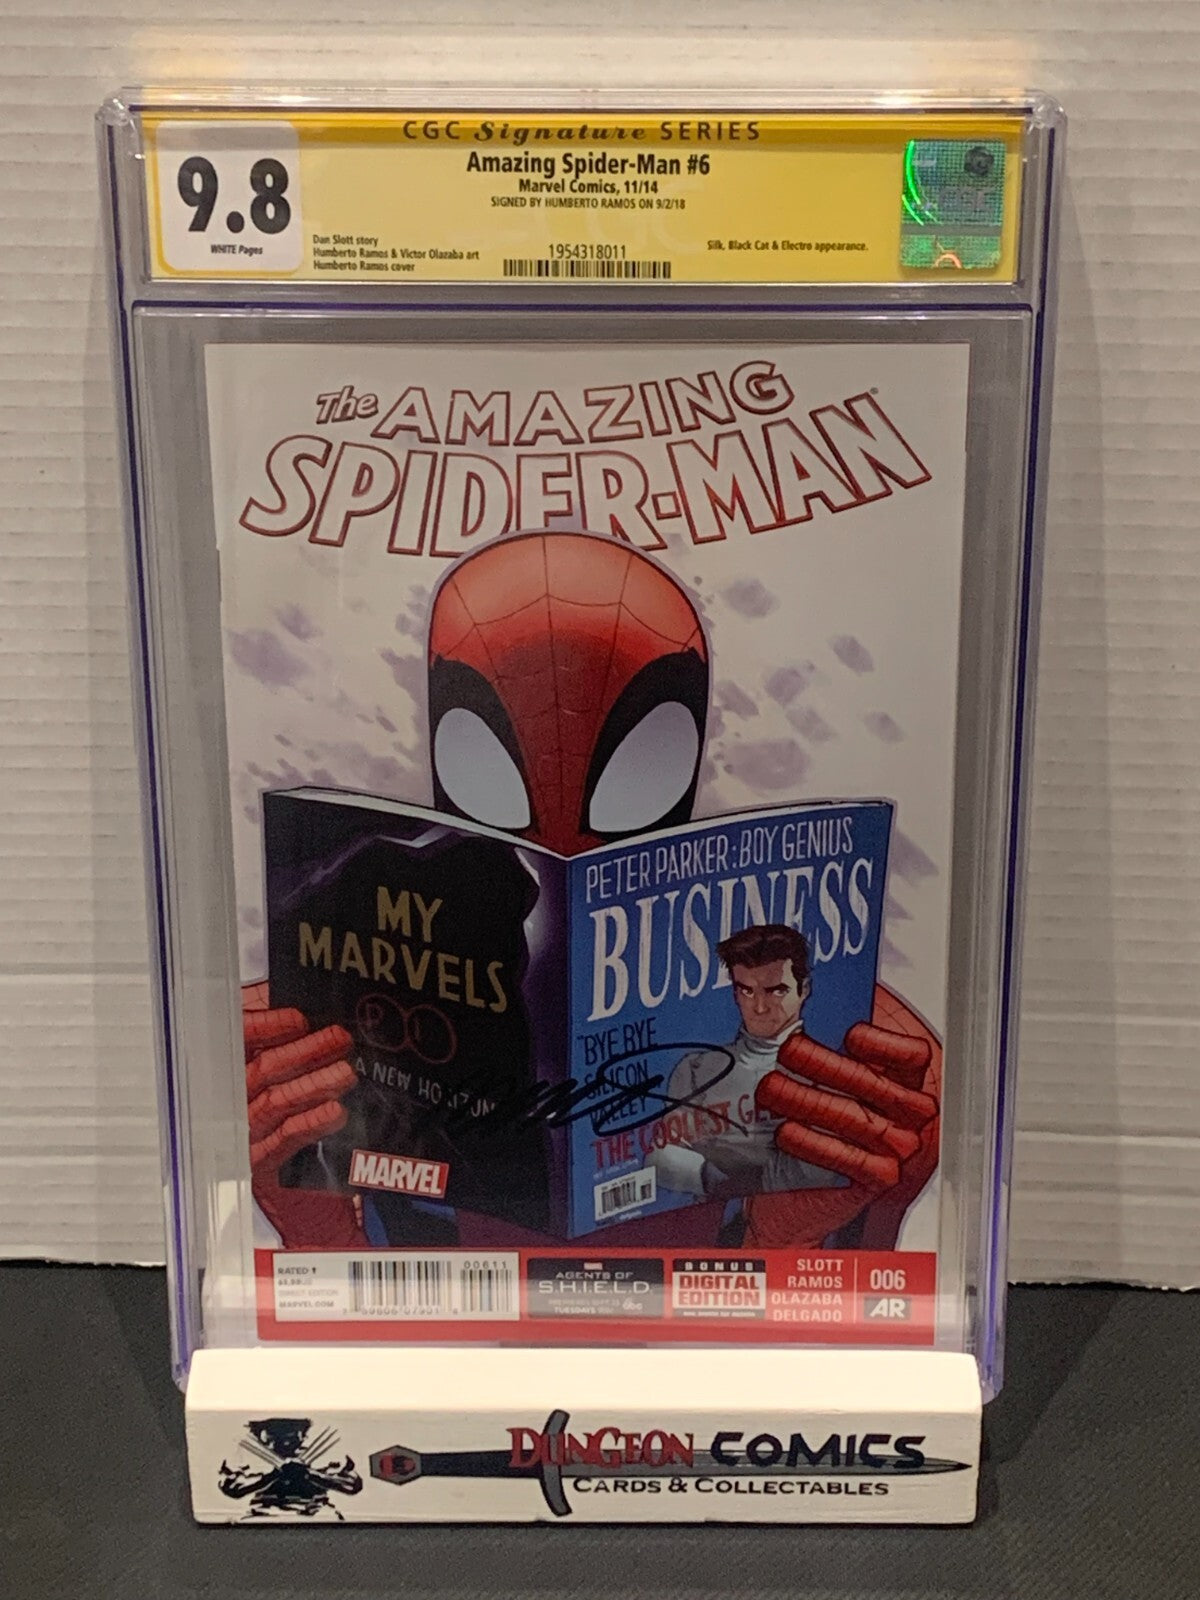 CGC Signature SERIES
9.8
WHITE Pages
Amazing Spider-Man #6
Marvel Comics, 11/14
SIGNED BY HUMBERTO RAMOS ON 9/2/18
Dan Slott story
Humberto Ramos & Victor Olazaba art
Humberto Ramos cover
1954318011
Silk, Black Cat & Electro appearance.
The AMAZING
SPIDER-MAN
MY
MARVELS
A NEW
MARVEL
PETER PARKER: BOY GENIUS
BUSINESS
"BYE BYE
SILICON
VALLEY
THE COOLEST
RATED T
DIRECT EDITION
MARVEL.COM
00611
MARVEL
AGENTS OF
S.H.I.E.L.D.
TUESDAYS abc
BONUS
DIGITAL
EDITION
SLOTT
RAMOS
OLAZABA
DELGADO
006
AR
DUNGEON COMICS
CARDS & COLLECTABLES